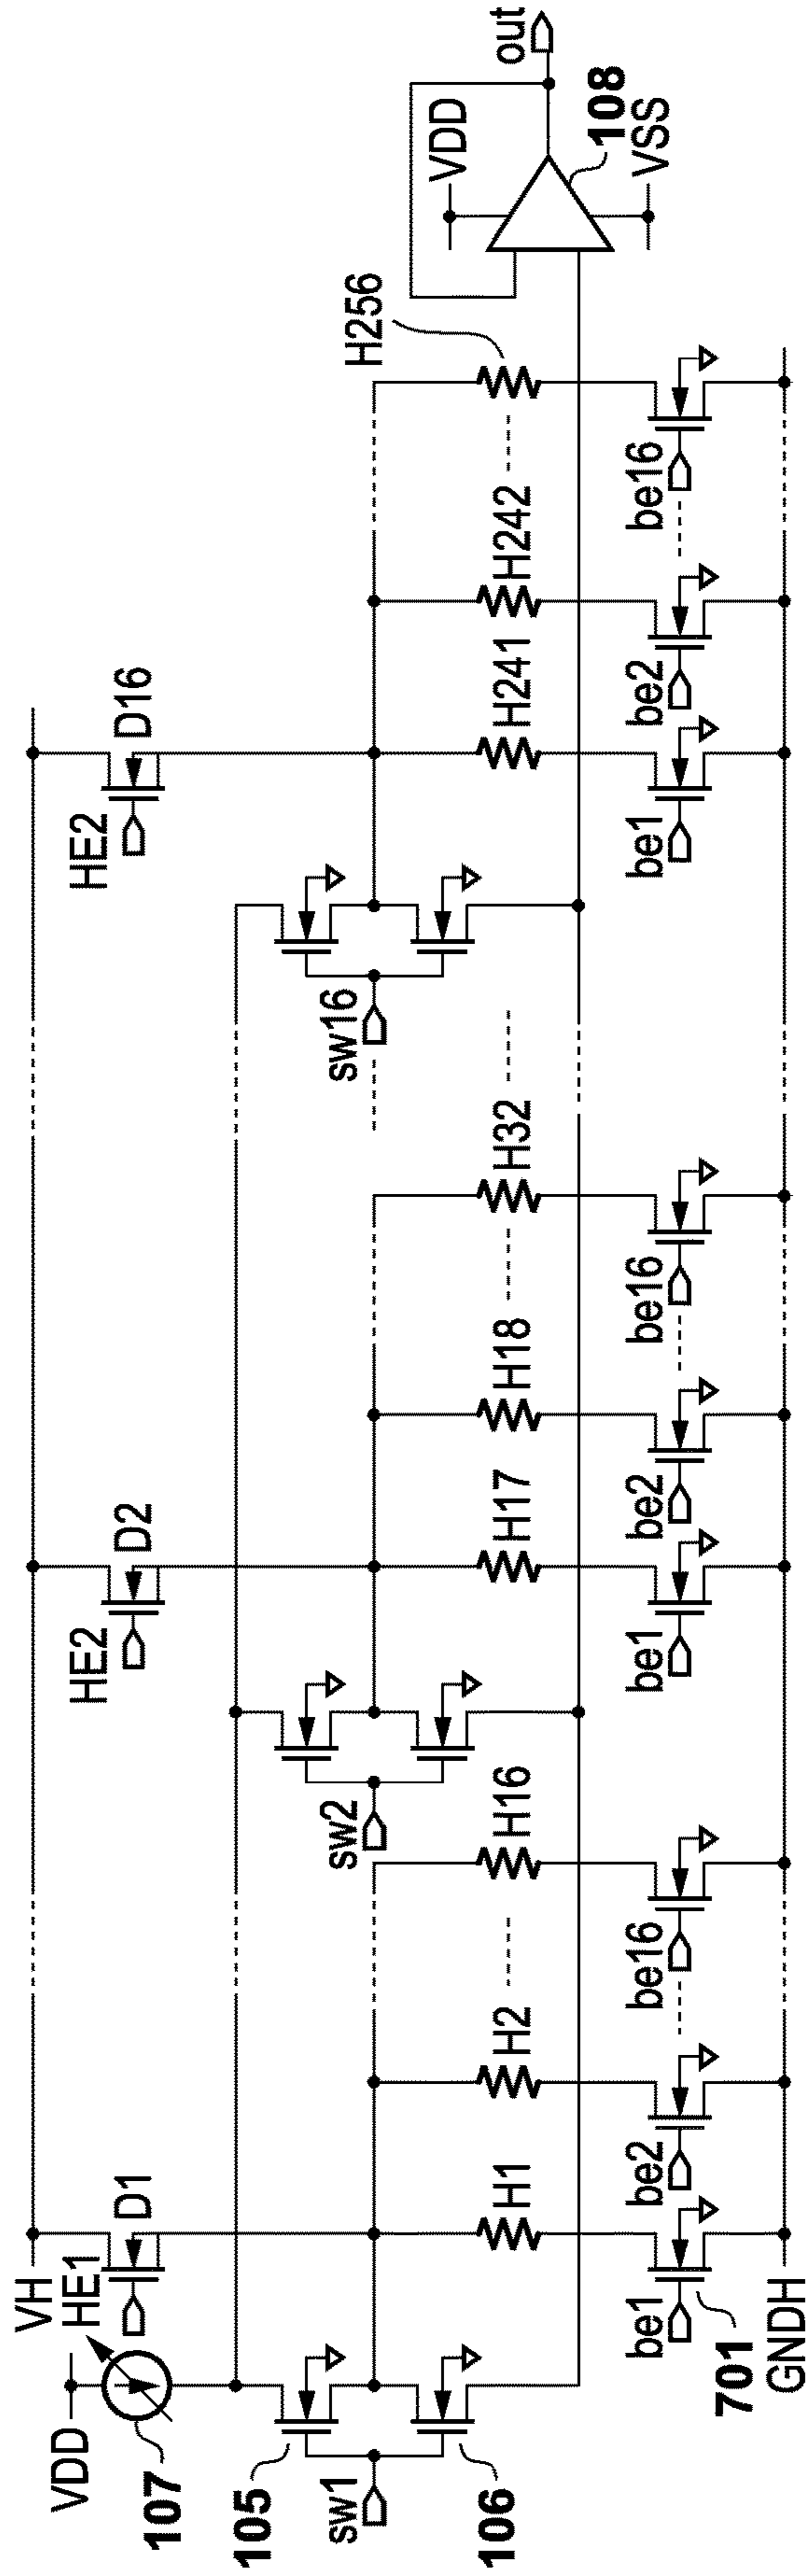 VH
VDD
HE1
D1
HE2
D2
HE2
D16
107
105
sw1
106
sw2
sw16
H1
H2
H16
H17
H18
H32
H241
H242
H256
VDD
108
VSS
out
be1
be2
be16
be1
be2
be16
be1
be2
be16
701
GNDH